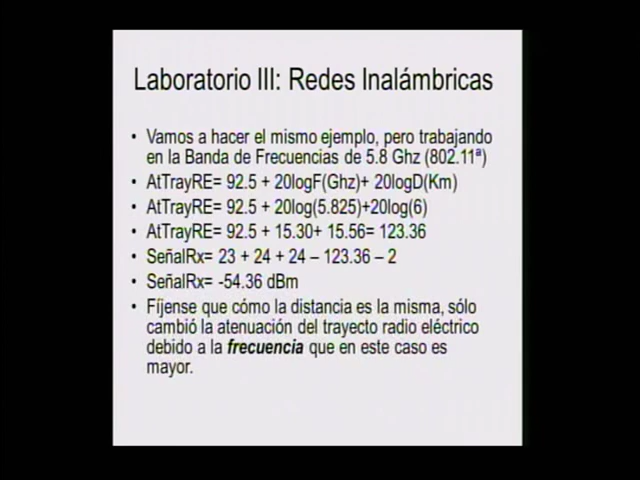 Laboratorio III: Redes Inalámbricas
• Vamos a hacer el mismo ejemplo, pero trabajando
en la Banda de Frecuencias de 5.8 Ghz (802.11ª)
• AtTrayRE= 92.5 + 20logF(Ghz)+ 20logD(Km)
• AtTrayRE= 92.5 + 20log(5.825)+20log(6)
• AtTrayRE= 92.5 + 15.30+ 15.56= 123.36
• SeñalRx= 23 + 24 + 24 – 123.36 – 2
• SeñalRx= -54.36 dBm
• Fíjense que cómo la distancia es la misma, sólo
cambió la atenuación del trayecto radio eléctrico
debido a la frecuencia que en este caso es
mayor.